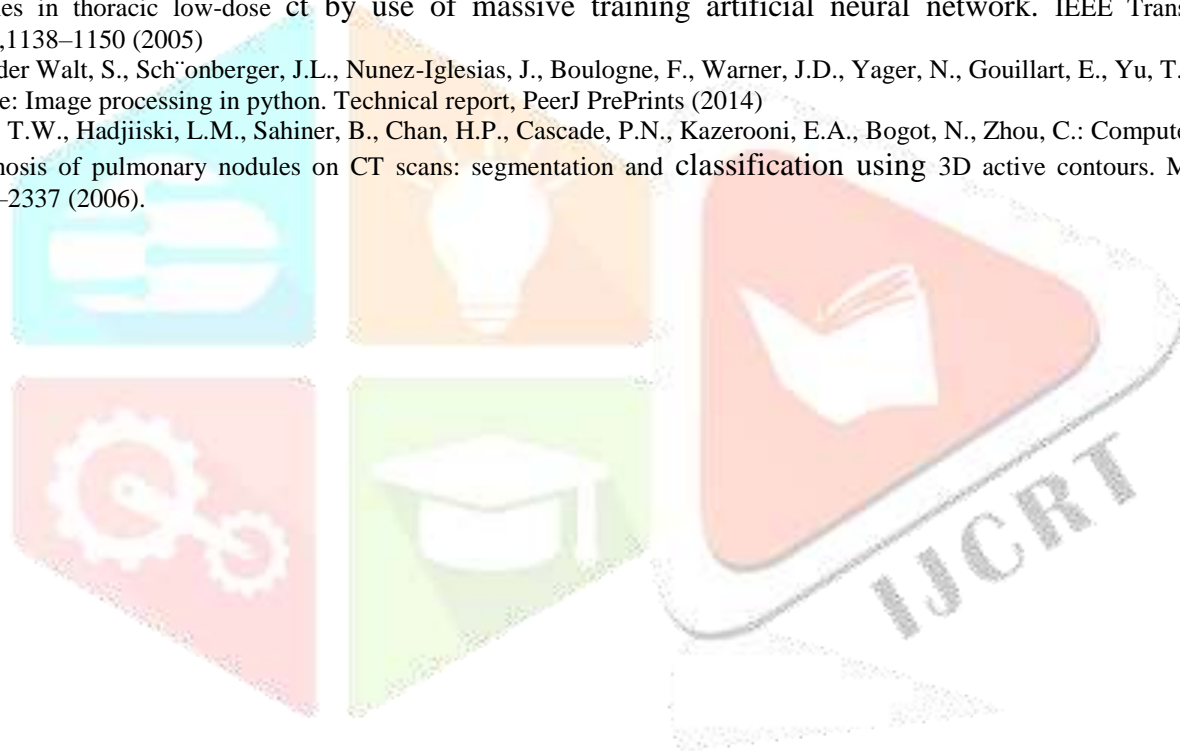 es in thoracic low-dose ct by use of massive training artificial neural network. IEEE Trans
,1138–1150 (2005)
der Walt, S., Sch¨onberger, J.L., Nunez-Iglesias, J., Boulogne, F., Warner, J.D., Yager, N., Gouillart, E., Yu, T.
e: Image processing in python. Technical report, PeerJ PrePrints (2014)
T.W., Hadjiiski, L.M., Sahiner, B., Chan, H.P., Cascade, P.N., Kazerooni, E.A., Bogot, N., Zhou, C.: Compute
nosis of pulmonary nodules on CT scans: segmentation and classification using 3D active contours. M
–2337 (2006).
IJCRT